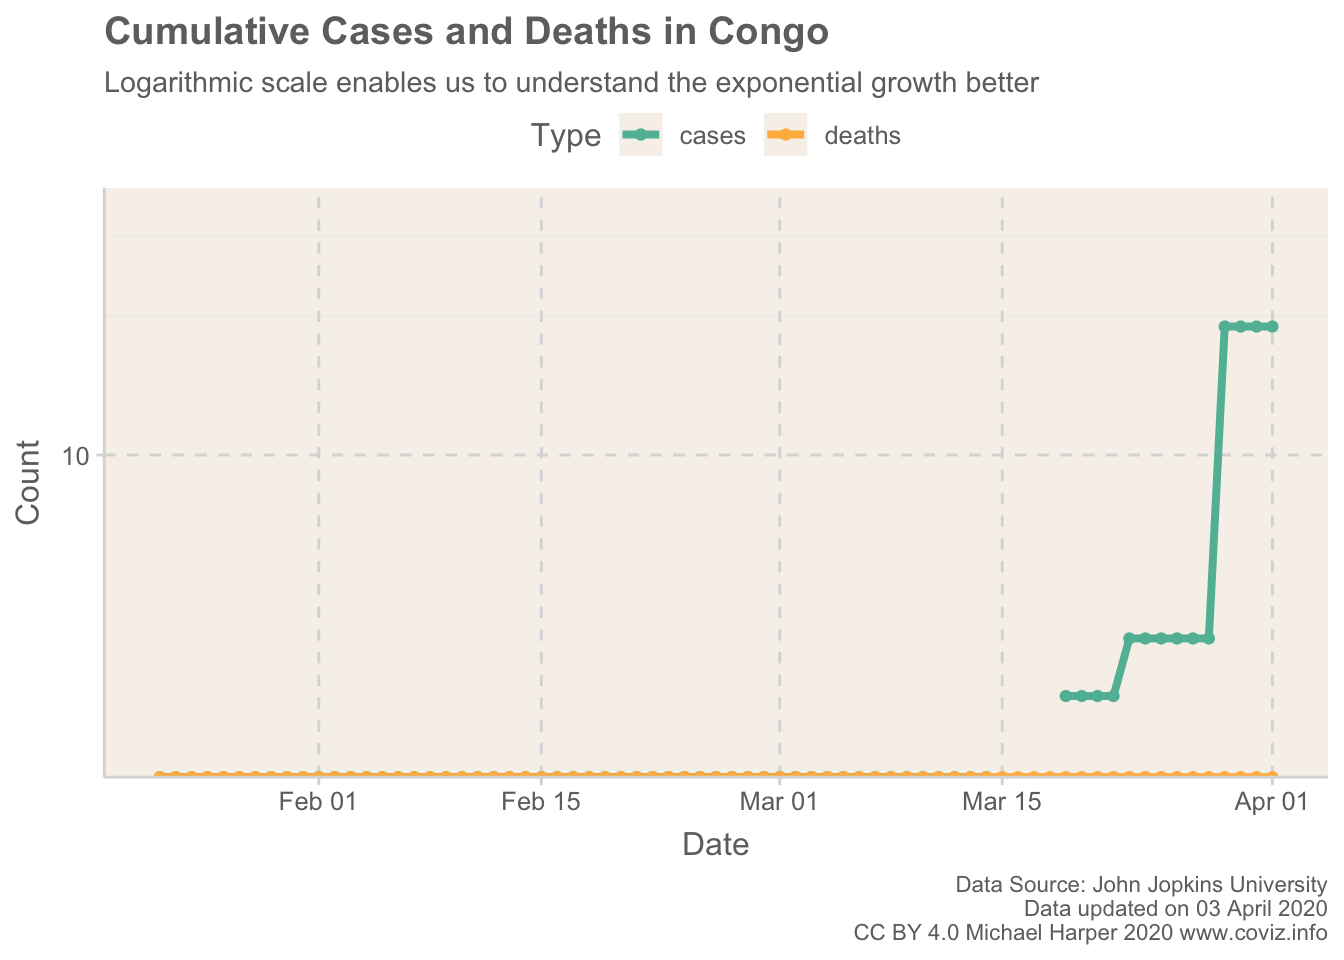 Cumulative Cases and Deaths in Congo
Logarithmic scale enables us to understand the exponential growth better
Type cases deaths
10
Count
Feb 01 Feb 15 Mar 01 Mar 15 Apr 01
Date
Data Source: John Jopkins University
Data updated on 03 April 2020
CC BY 4.0 Michael Harper 2020 www.coviz.info